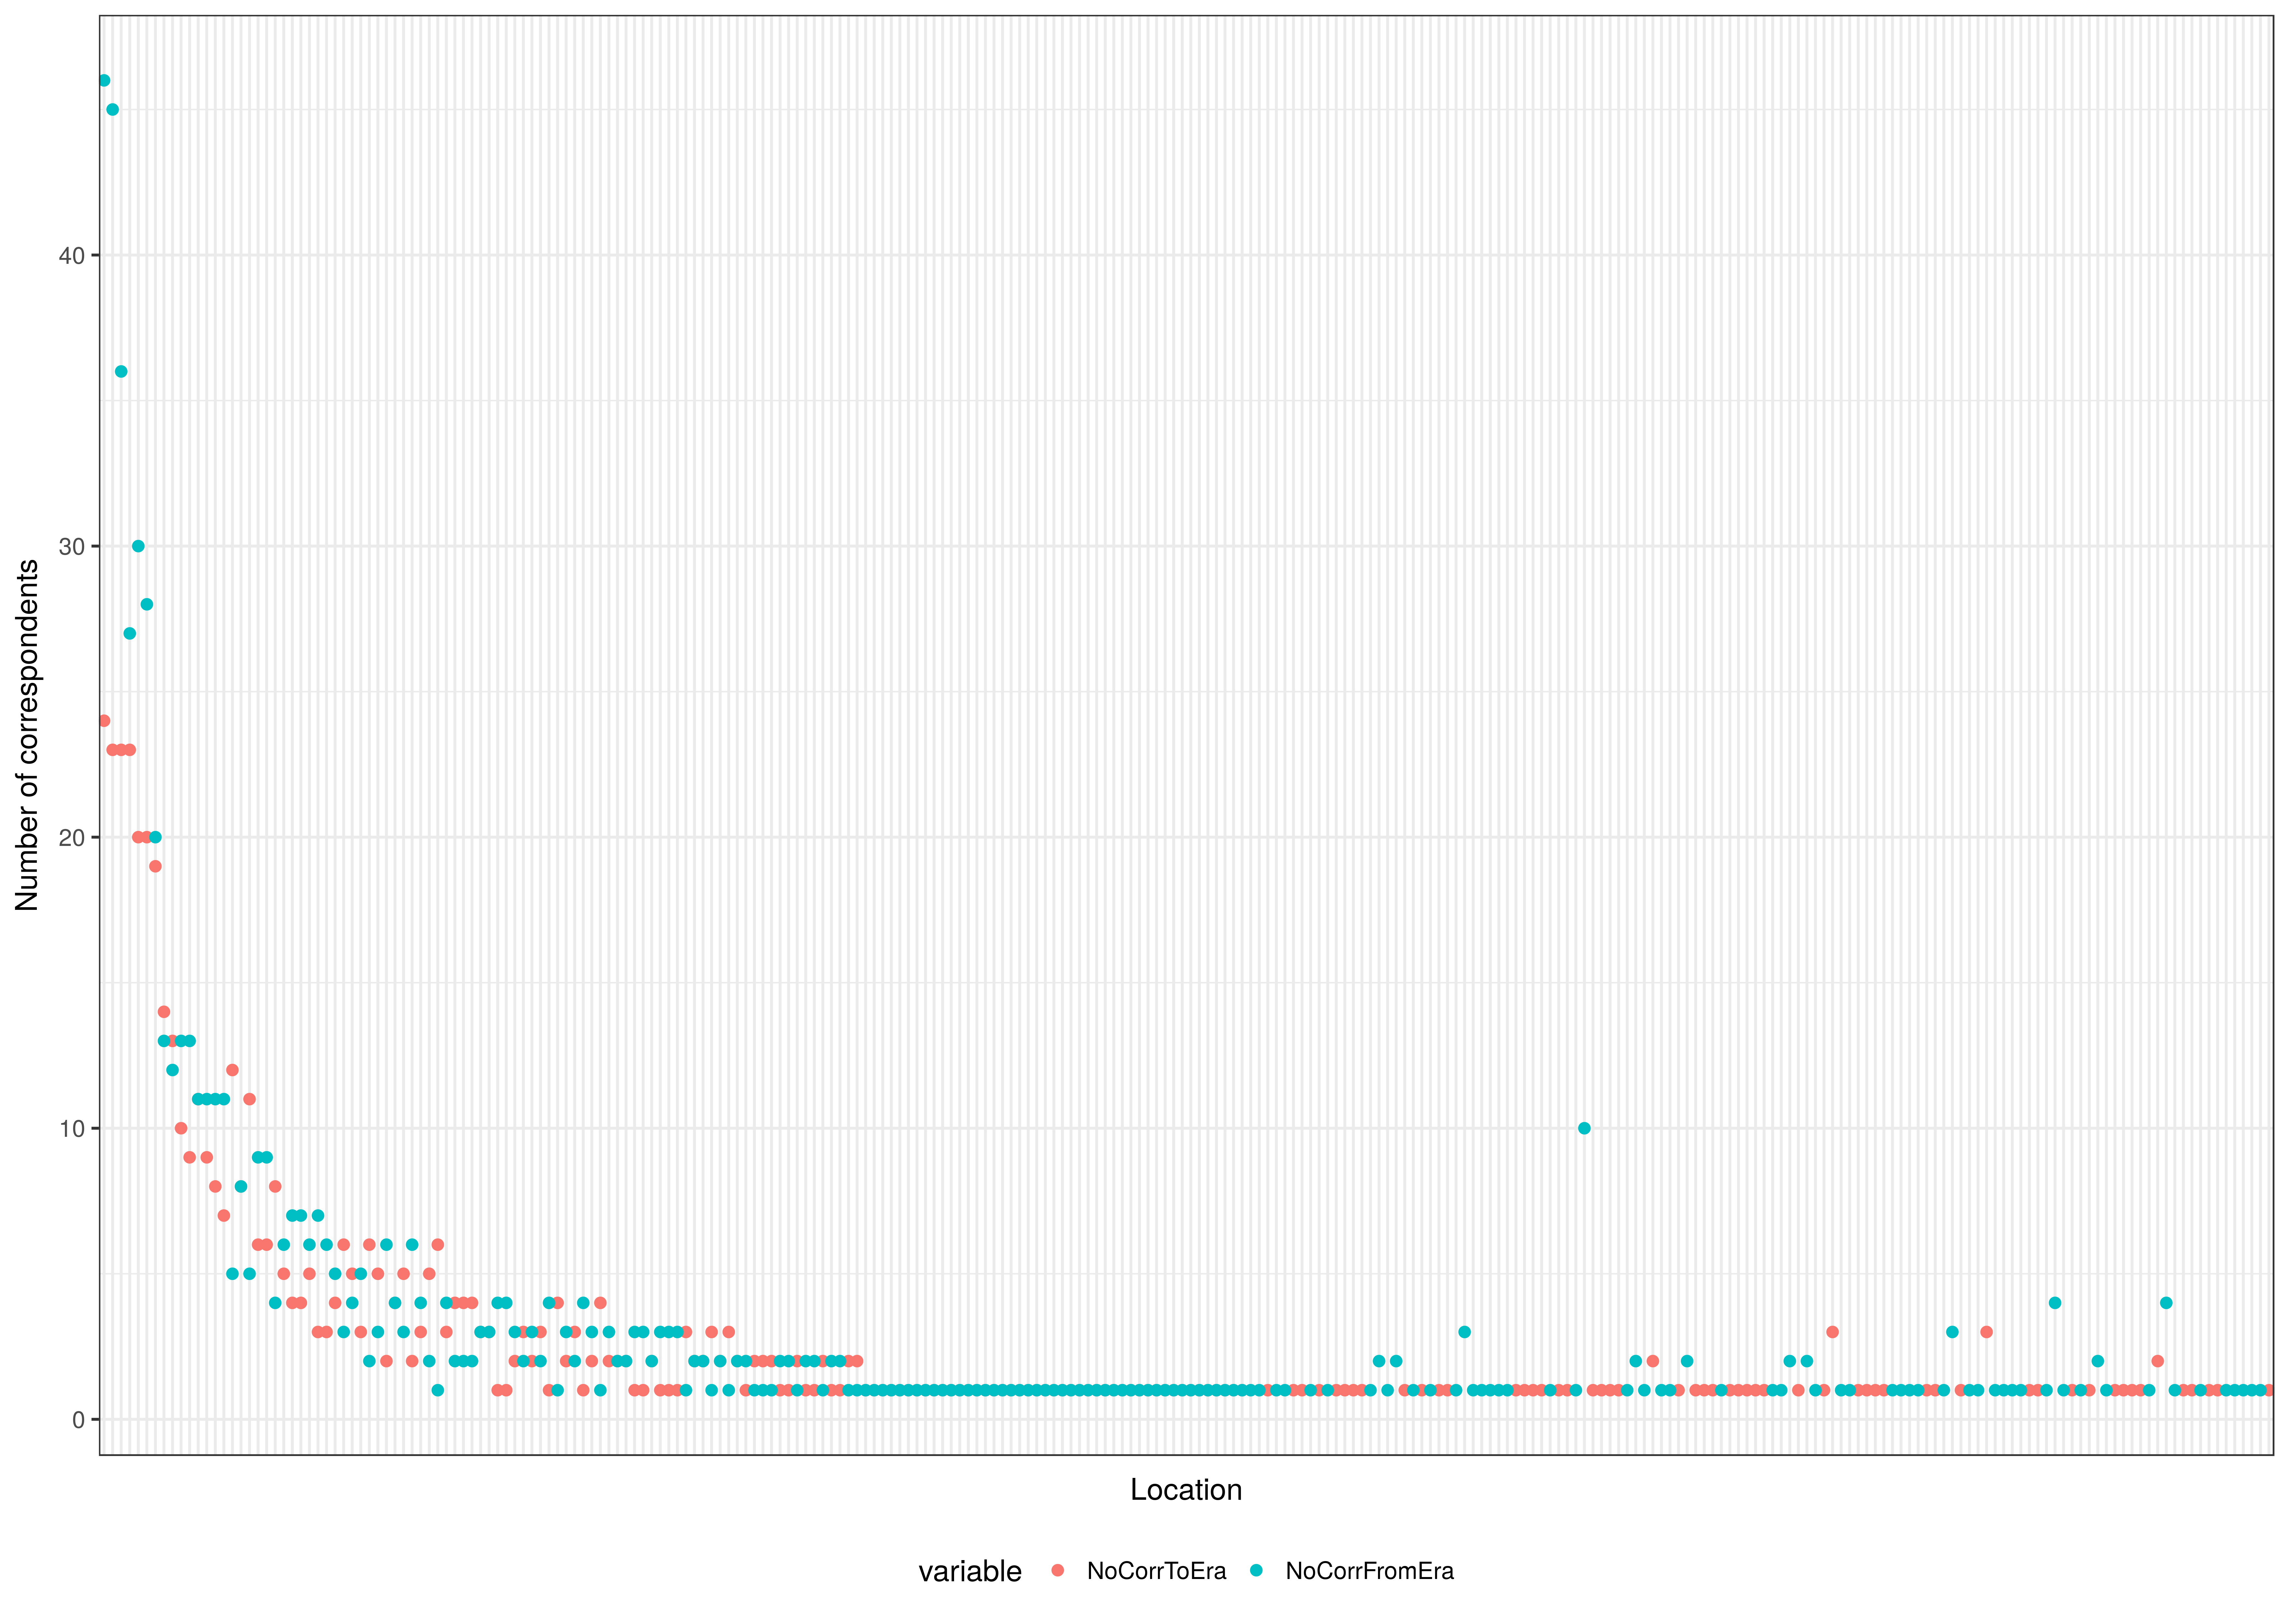 Number of correspondents
40
30
20
10
0
Location
variable NoCorrToEra NoCorrFromEra